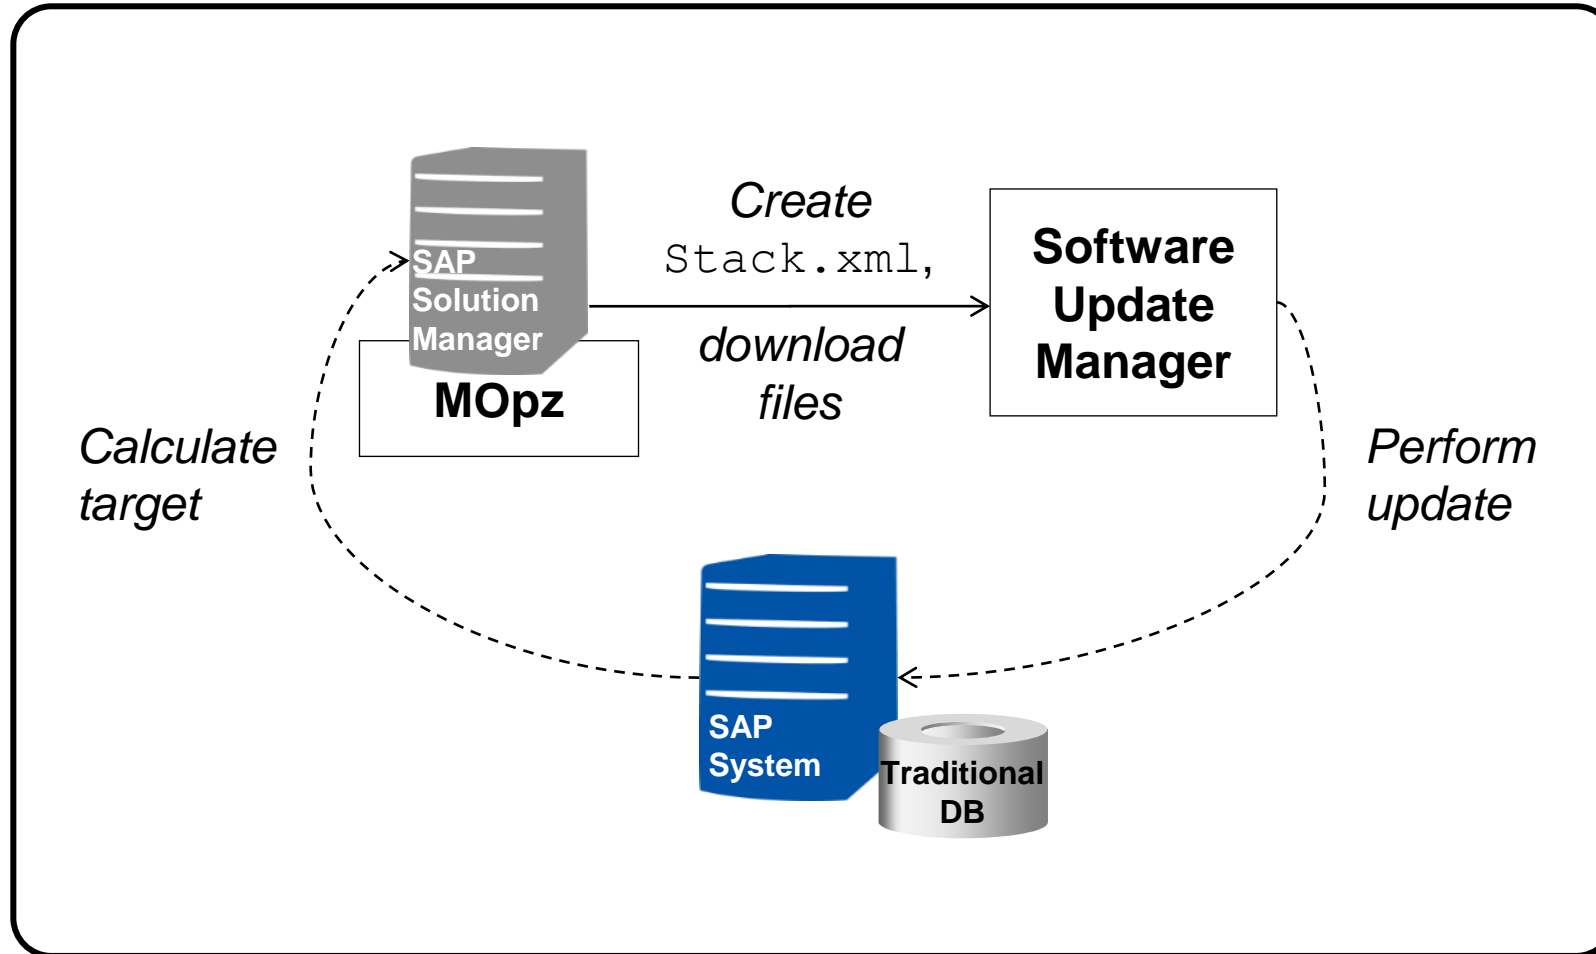 SAP
Solution
Manager
MOpz
Create
Stack.xml,
download
files
Software
Update
Manager
Calculate
target
Perform
update
SAP
System
Traditional
DB